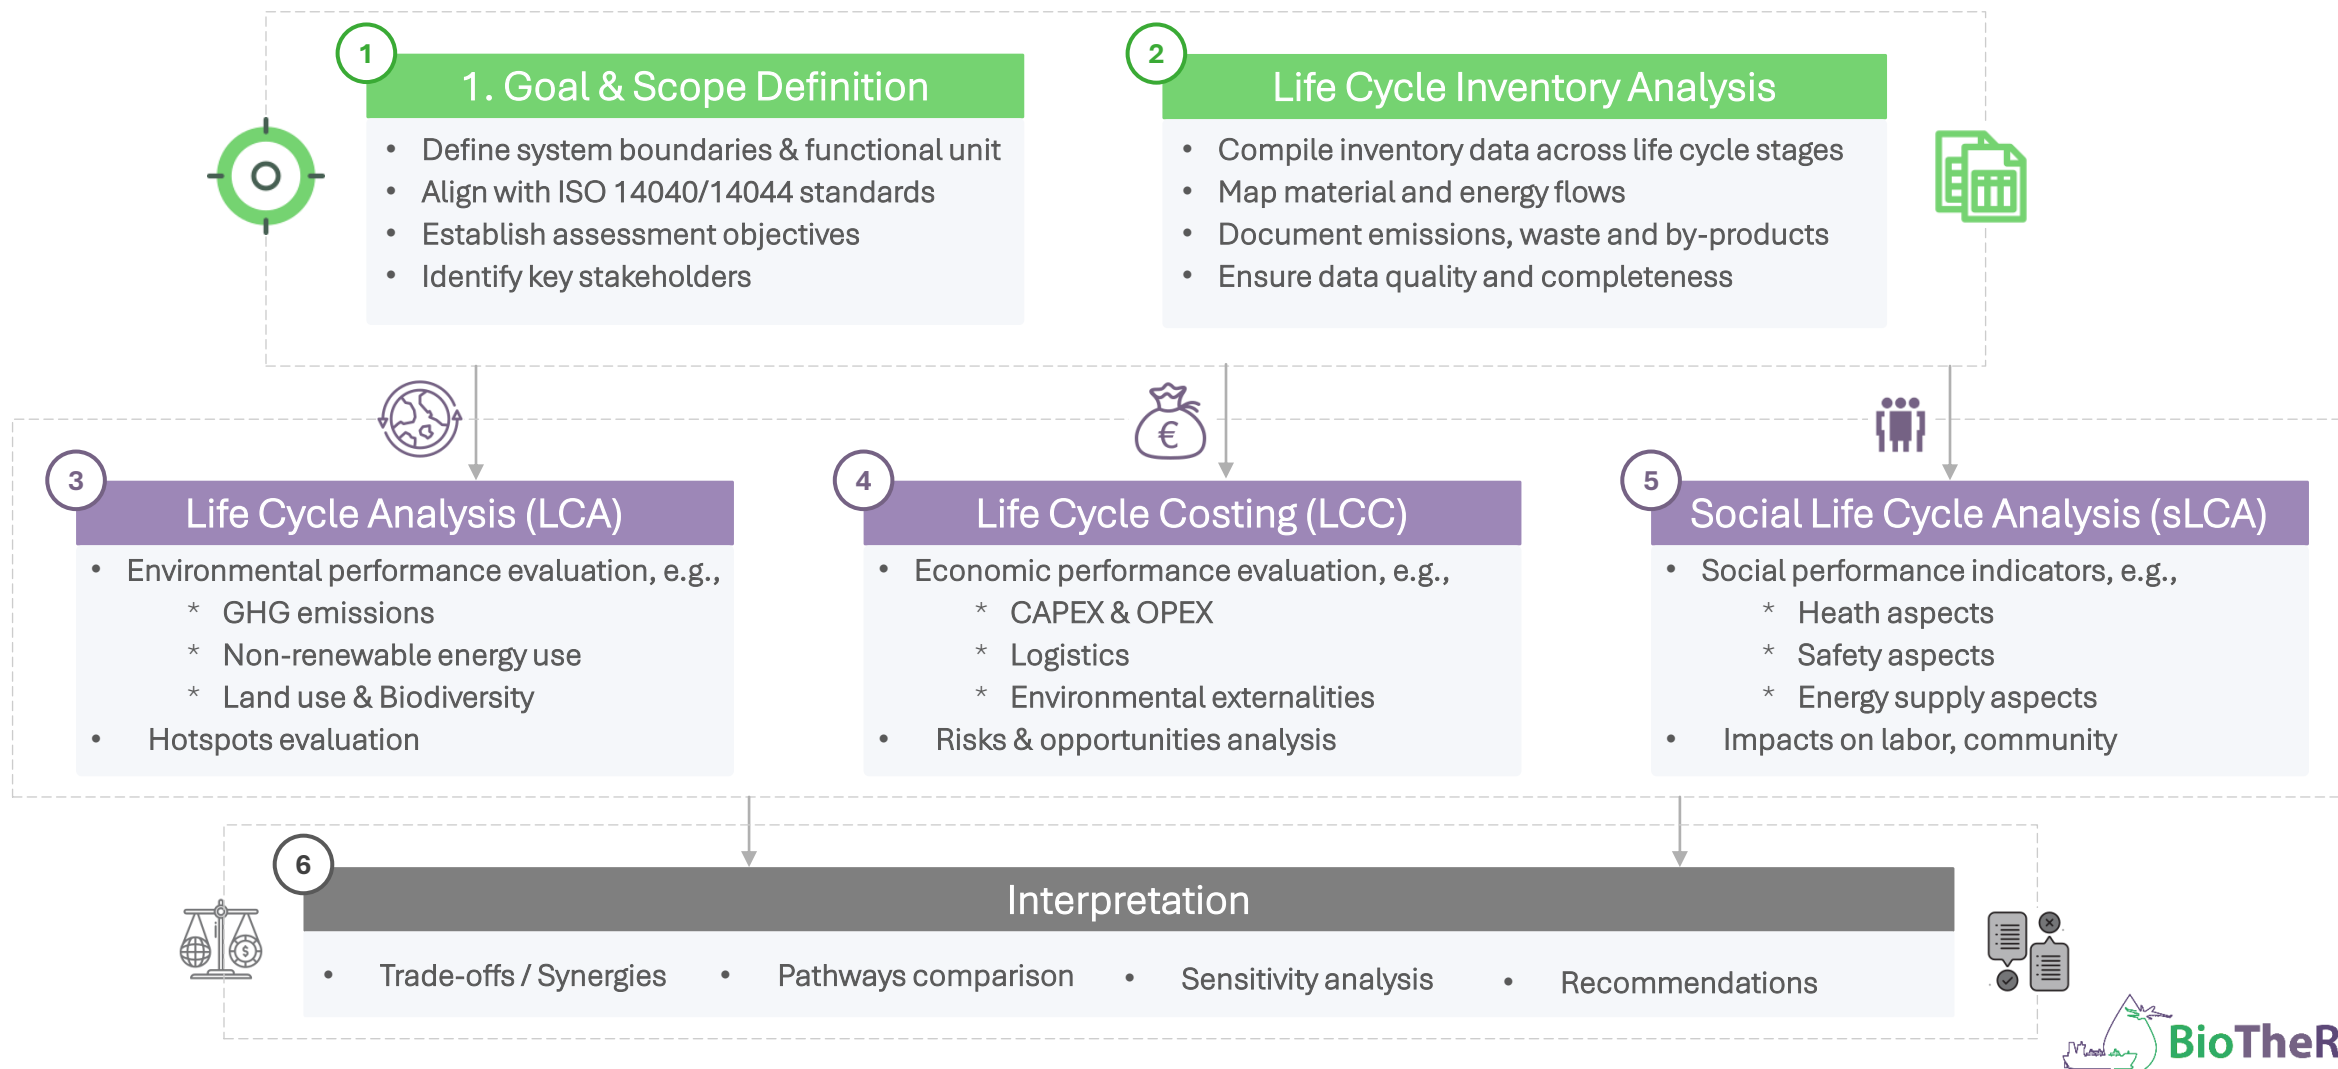 1
1. Goal & Scope Definition
• Define system boundaries & functional unit
• Align with ISO 14040/14044 standards
• Establish assessment objectives
• Identify key stakeholders
2
Life Cycle Inventory Analysis
• Compile inventory data across life cycle stages
• Map material and energy flows
• Document emissions, waste and by-products
• Ensure data quality and completeness
€
3
Life Cycle Analysis (LCA)
• Environmental performance evaluation, e.g.,
* GHG emissions
* Non-renewable energy use
* Land use & Biodiversity
• Hotspots evaluation
4
Life Cycle Costing (LCC)
• Economic performance evaluation, e.g.,
* CAPEX & OPEX
* Logistics
* Environmental externalities
• Risks & opportunities analysis
5
Social Life Cycle Analysis (sLCA)
• Social performance indicators, e.g.,
* Heath aspects
* Safety aspects
* Energy supply aspects
• Impacts on labor, community
6
Interpretation
• Trade-offs / Synergies • Pathways comparison • Sensitivity analysis • Recommendations
$
BioTheR